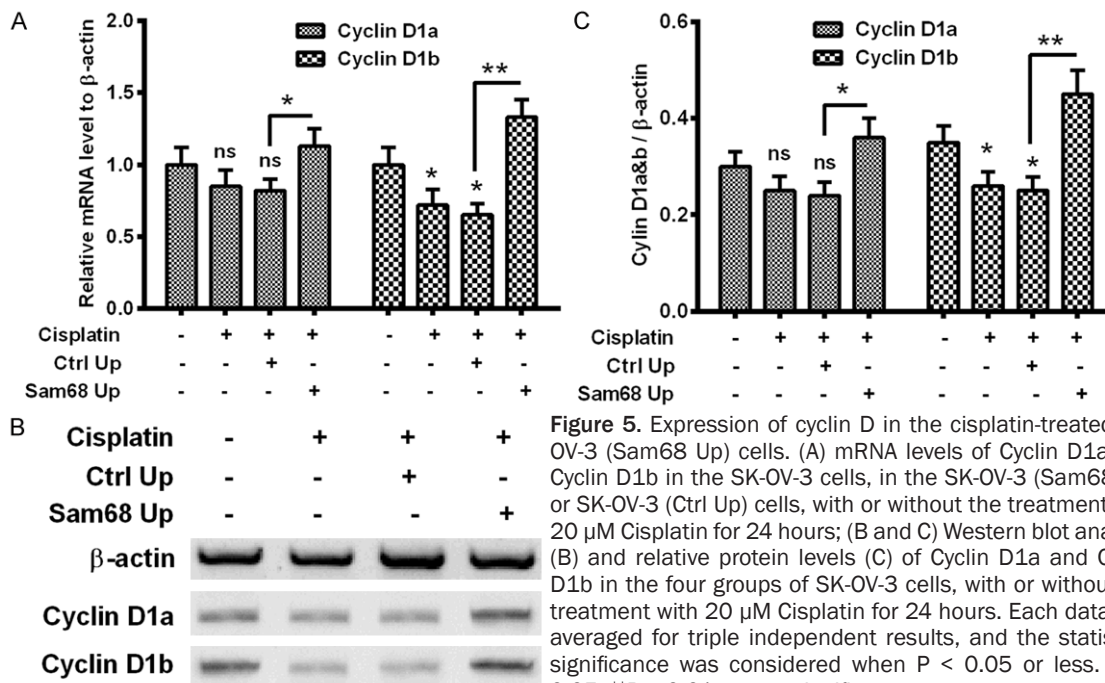 A
Relative mRNA level to β-actin
2.0
1.5
1.0
0.5
0.0
Cyclin D1a
Cyclin D1b
ns ns * * * **
Cisplatin - + + + - + + +
Ctrl Up - - + - - - + -
Sam68 Up - - - + - - - +
C
Cylin D1a&b / β-actin
0.6
0.4
0.2
0.0
Cyclin D1a
Cyclin D1b
ns ns * * * **
Cisplatin - + + + - + + +
Ctrl Up - - + - - - + -
Sam68 Up - - - + - - - +
B
Cisplatin - + + +
Ctrl Up - - + -
Sam68 Up - - - +
β-actin
Cyclin D1a
Cyclin D1b
Figure 5. Expression of cyclin D in the cisplatin-treated
OV-3 (Sam68 Up) cells. (A) mRNA levels of Cyclin D1a
Cyclin D1b in the SK-OV-3 cells, in the SK-OV-3 (Sam68
or SK-OV-3 (Ctrl Up) cells, with or without the treatment
20 μM Cisplatin for 24 hours; (B and C) Western blot ana
(B) and relative protein levels (C) of Cyclin D1a and C
D1b in the four groups of SK-OV-3 cells, with or withou
treatment with 20 μM Cisplatin for 24 hours. Each data
averaged for triple independent results, and the statis
significance was considered when P < 0.05 or less.